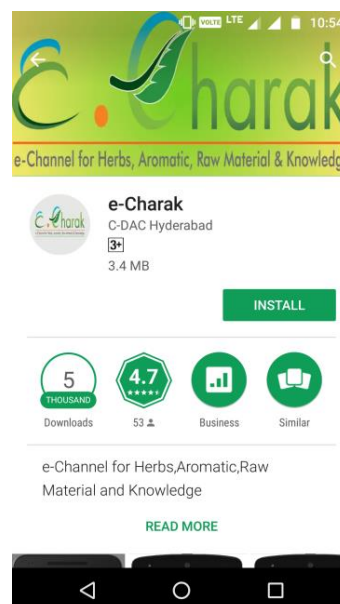 VOLTE LTE 10:54
e.Charak
e-Channel for Herbs, Aromatic, Raw Material & Knowledg
e-Charak
C-DAC Hyderabad
3+
3.4 MB
INSTALL
5
THOUSAND
4.7
Downloads
53
Business
Similar
e-Channel for Herbs,Aromatic,Raw
Material and Knowledge
READ MORE